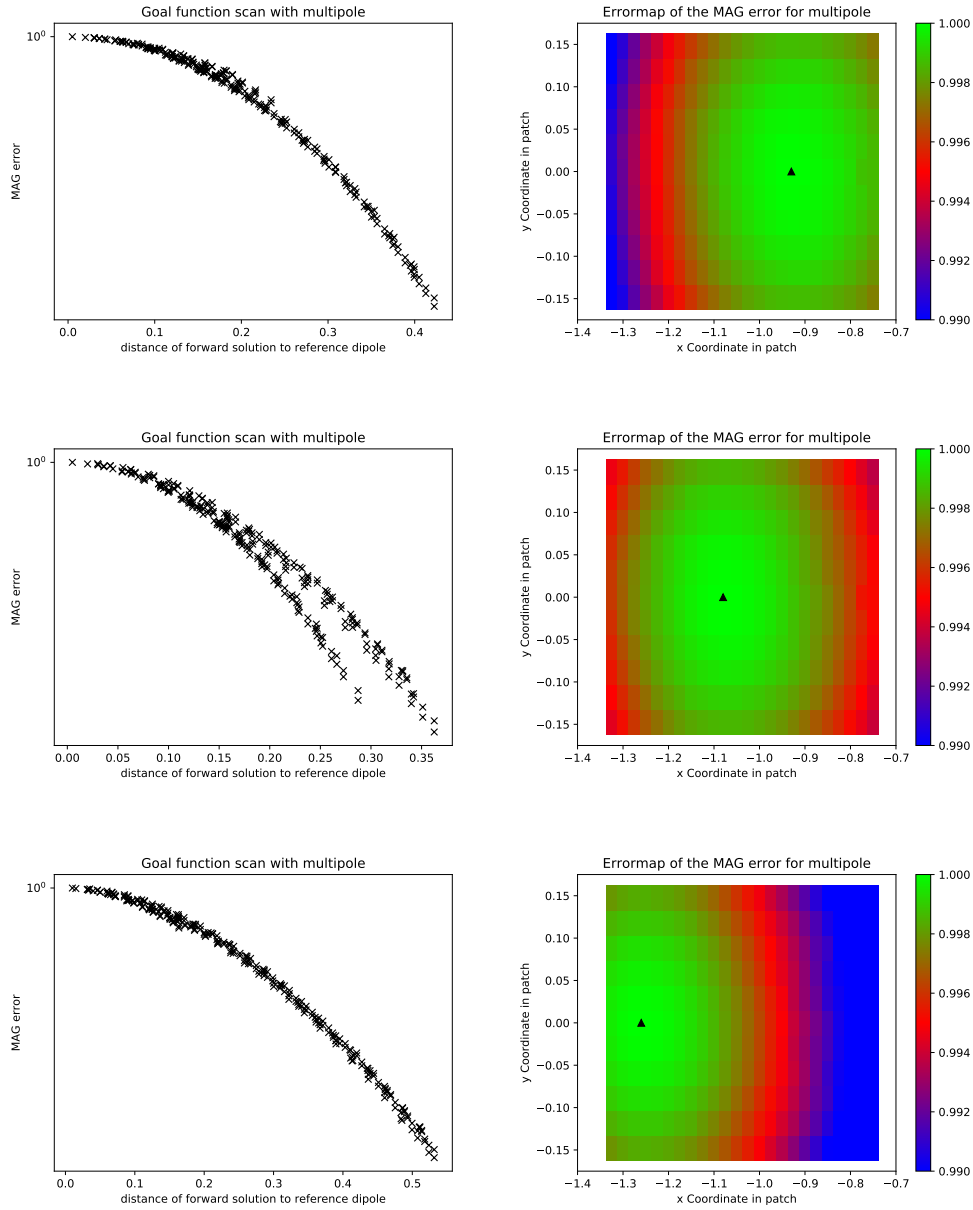 Goal function scan with multipole
10⁰
MAG error
0.0 0.1 0.2 0.3 0.4
distance of forward solution to reference dipole
Errormap of the MAG error for multipole
0.15
0.10
0.05
0.00
−0.05
−0.10
−0.15
y Coordinate in patch
−1.4 −1.3 −1.2 −1.1 −1.0 −0.9 −0.8 −0.7
x Coordinate in patch
1.000
0.998
0.996
0.994
0.992
0.990
Goal function scan with multipole
10⁰
MAG error
0.00 0.05 0.10 0.15 0.20 0.25 0.30 0.35
distance of forward solution to reference dipole
Errormap of the MAG error for multipole
0.15
0.10
0.05
0.00
−0.05
−0.10
−0.15
y Coordinate in patch
−1.4 −1.3 −1.2 −1.1 −1.0 −0.9 −0.8 −0.7
x Coordinate in patch
1.000
0.998
0.996
0.994
0.992
0.990
Goal function scan with multipole
10⁰
MAG error
0.0 0.1 0.2 0.3 0.4 0.5
distance of forward solution to reference dipole
Errormap of the MAG error for multipole
0.15
0.10
0.05
0.00
−0.05
−0.10
−0.15
y Coordinate in patch
−1.4 −1.3 −1.2 −1.1 −1.0 −0.9 −0.8 −0.7
x Coordinate in patch
1.000
0.998
0.996
0.994
0.992
0.990